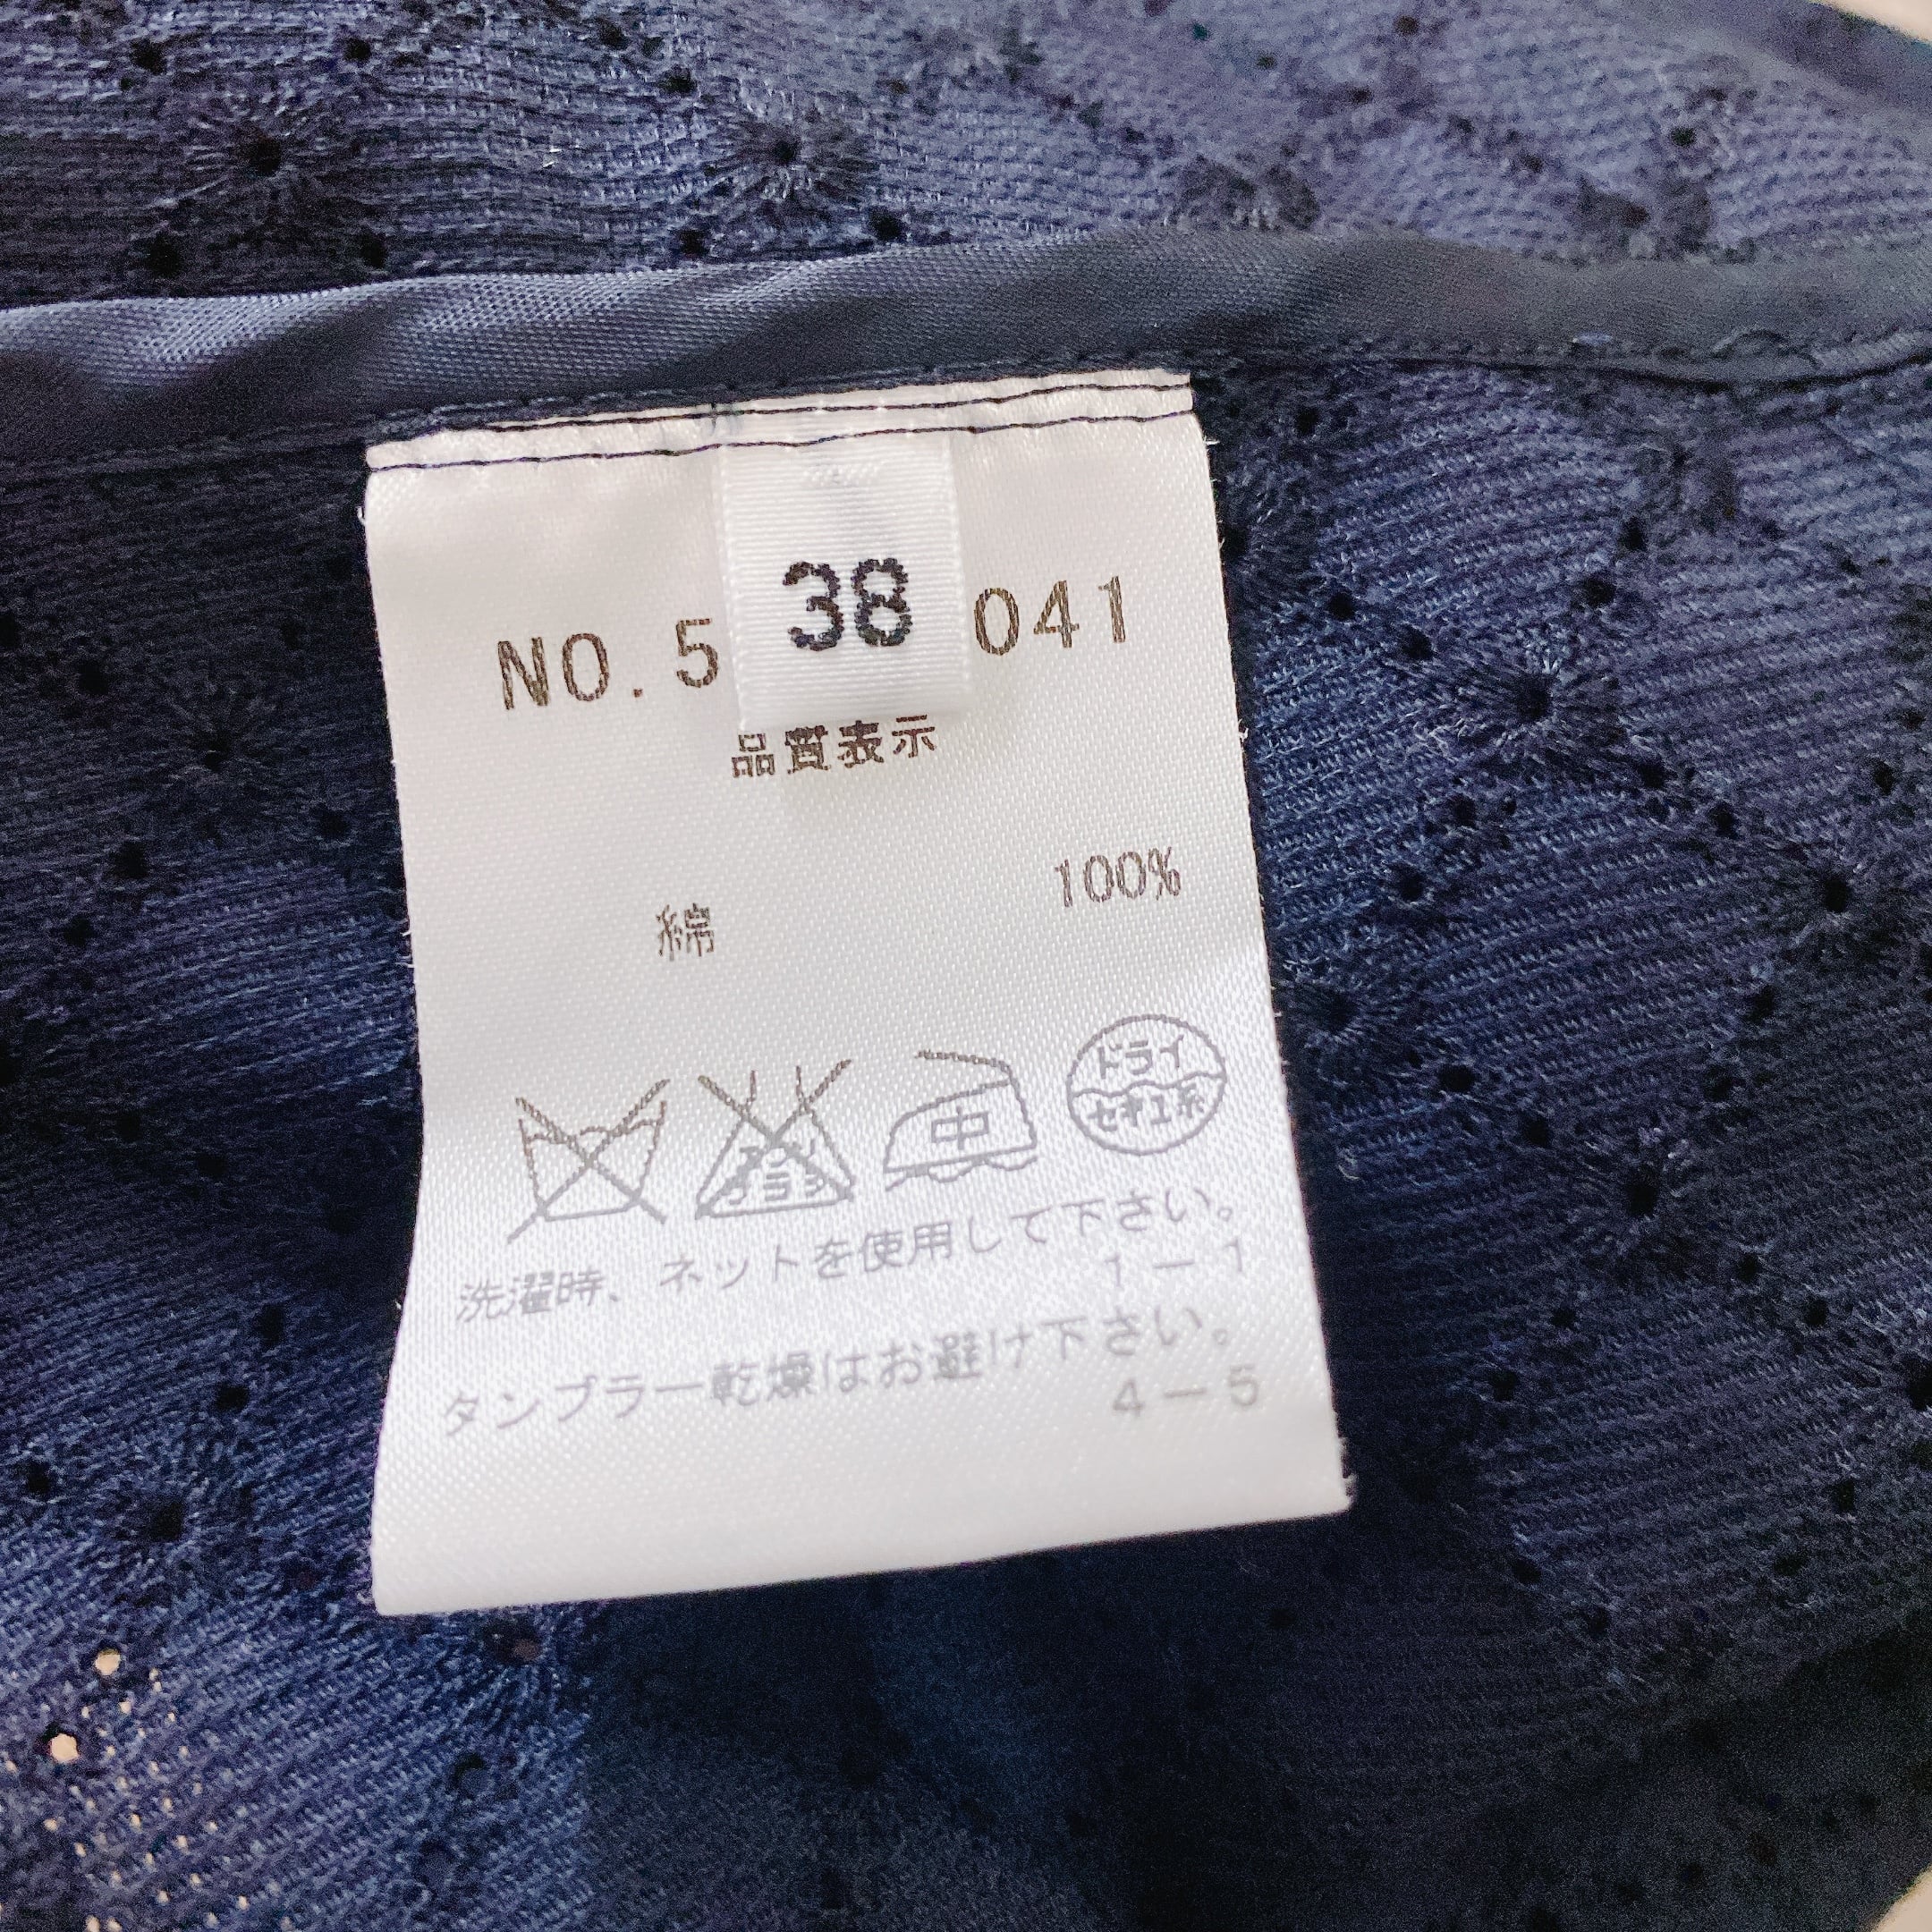 38
NO. 5 041
品質表示
綿 100%
中
ドライ
セキユ系
洗濯時、ネットを使用して下さい。
1-1
タンブラー乾燥はお避け下さい。
4-5